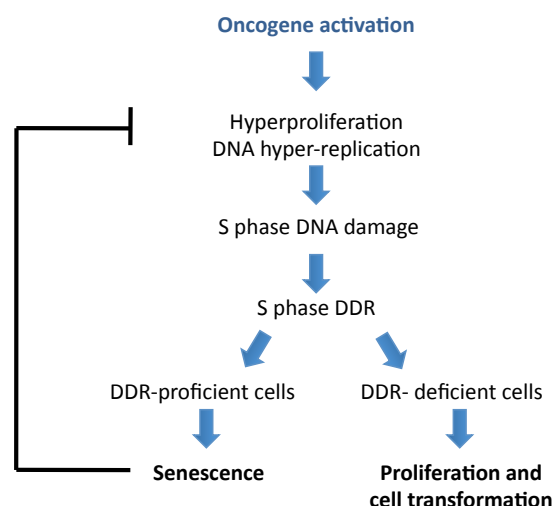 Oncogene activation
Hyperproliferation
DNA hyper-replication
S phase DNA damage
S phase DDR
DDR-proficient cells
DDR- deficient cells
Senescence
Proliferation and
cell transformation